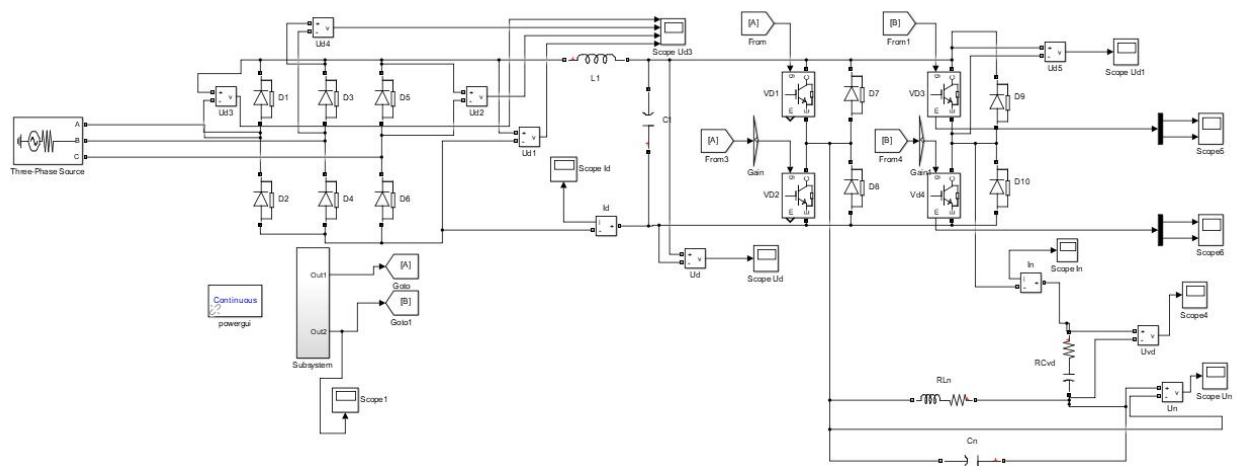 Ud4
Scope Ud3
[A]
From
[B]
From1
Ud5
Scope Ud1
L1
Ud3
D1
D3
D5
Ud2
VD1
D7
VD3
D9
A
B
C
Three-Phase Source
Ud1
C1
[A]
From3
Gain
[B]
From4
Gain4
Scope5
D2
D4
D6
Scope Id
Id
VD2
D8
Vd4
D10
Scope6
Ud
Scope Ud
In
Scope In
Out1
[A]
Goto
Continuous
powergui
[B]
Goto1
Out2
Subsystem
Scope1
Scope4
Uvd
RCvd
RLn
Un
Scope Un
Cn